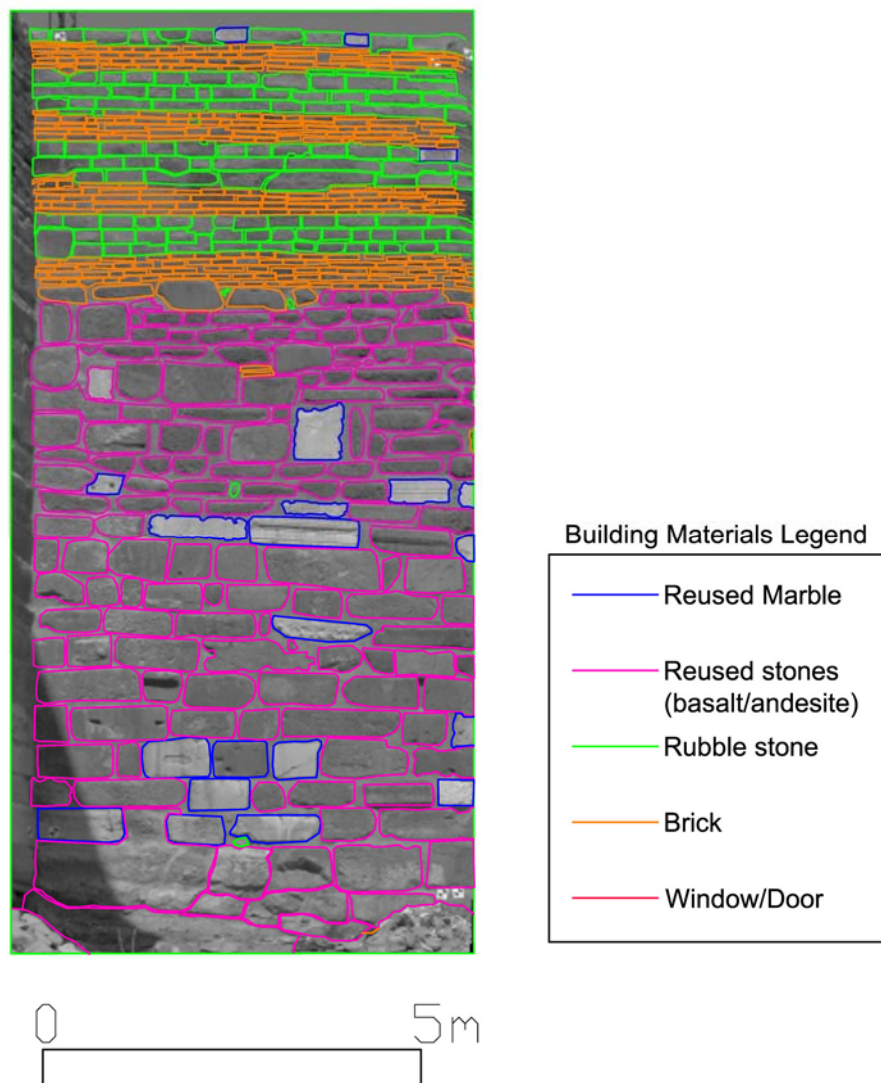 Building Materials Legend
Reused Marble
Reused stones
(basalt/andesite)
Rubble stone
Brick
Window/Door
0 5m